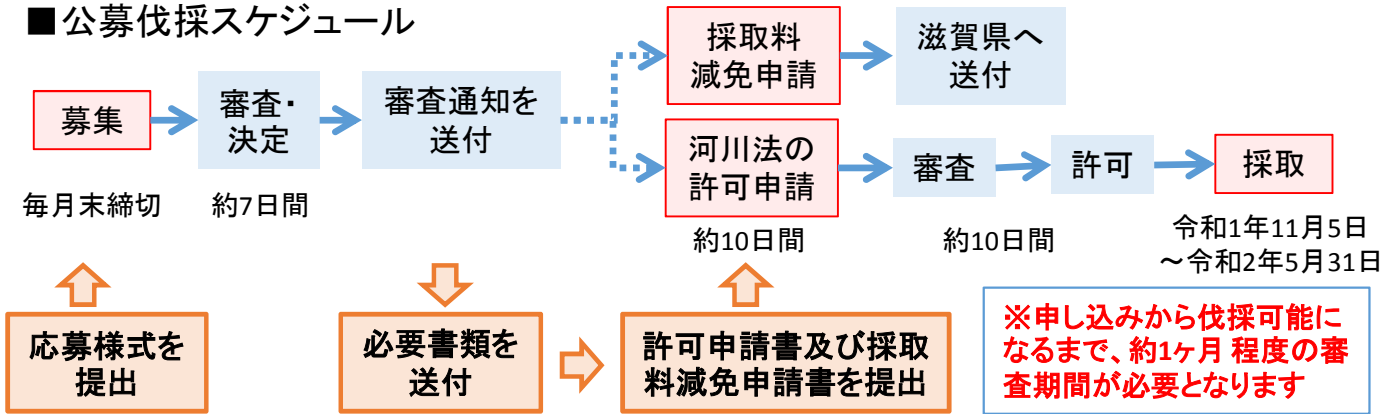 ■公募伐採スケジュール
募集
審査・
決定
審査通知を
送付
採取料
減免申請
滋賀県へ
送付
河川法の
許可申請
審査
許可
採取
毎月末締切
約7日間
約10日間
約10日間
令和1年11月5日
～令和2年5月31日
応募様式を
提出
必要書類を
送付
許可申請書及び採取
料減免申請書を提出
※申し込みから伐採可能に
なるまで、約1ヶ月程度の審
査期間が必要となります